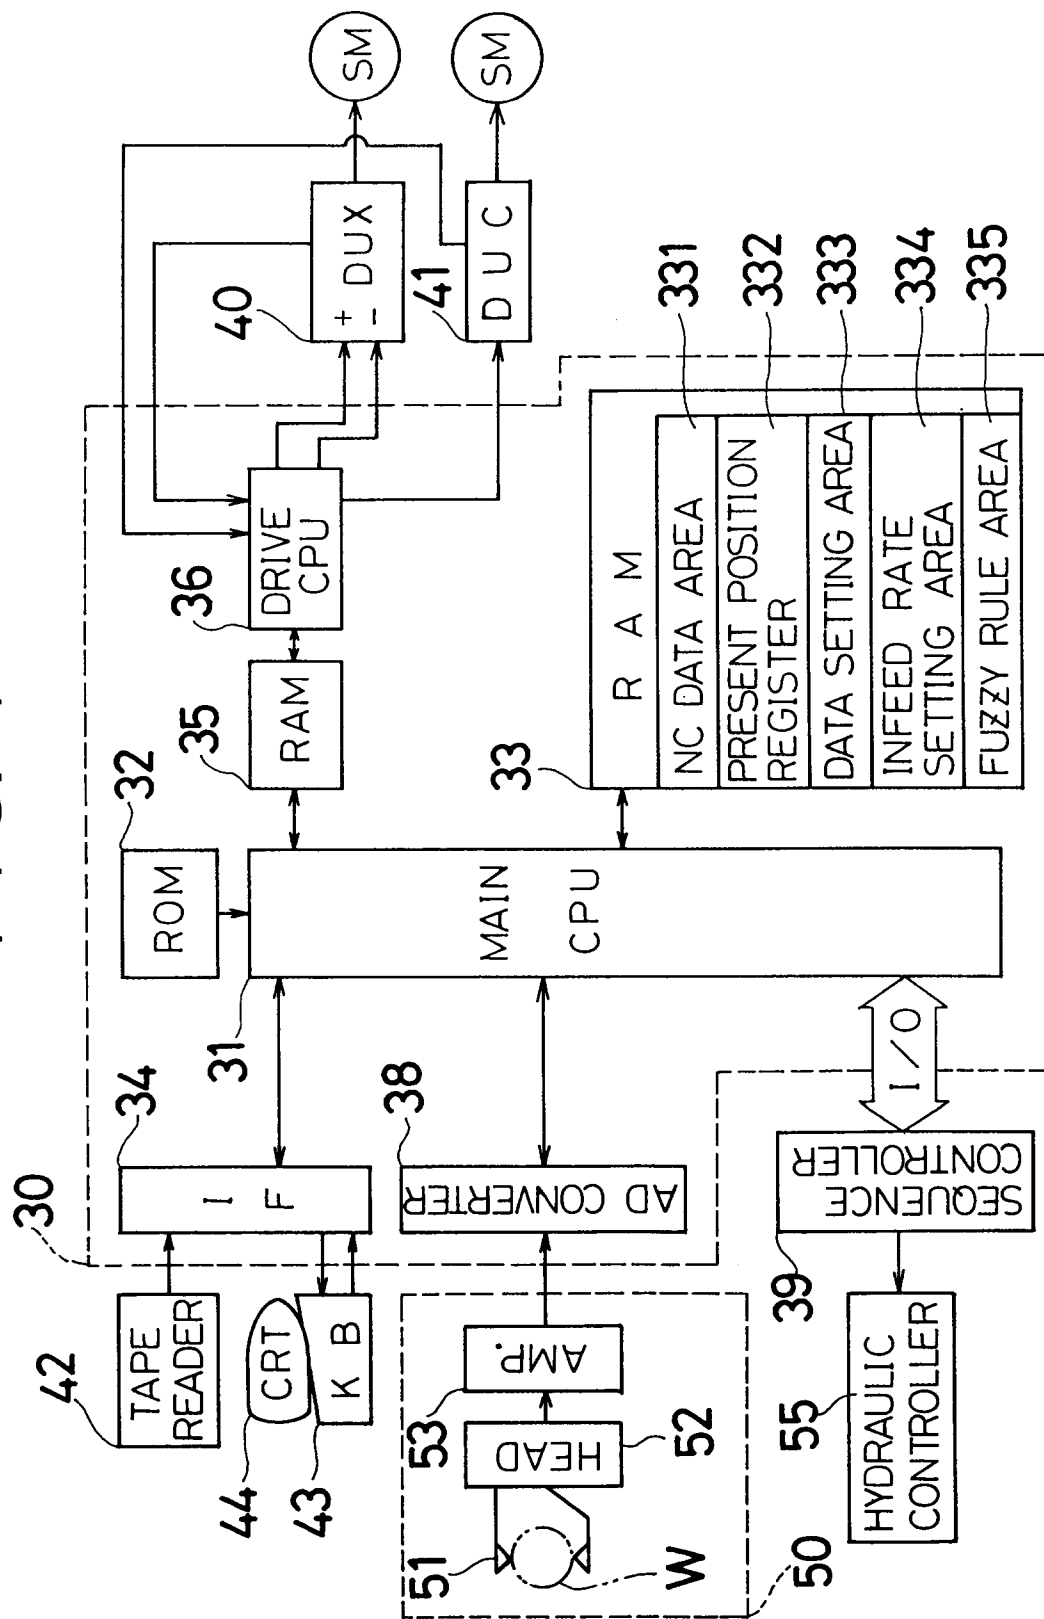 30
42
TAPE
READER
44
CRT
43
K B
34
I F
32
ROM
31
MAIN
CPU
35
RAM
36
DRIVE
CPU
40
+
-
DUX
SM
41
D U C
SM
33
R A M
NC DATA AREA
331
PRESENT POSITION
REGISTER
332
DATA SETTING AREA
333
INFEED RATE
SETTING AREA
334
FUZZY RULE AREA
335
38
AD CONVERTER
53
AMP.
HEAD
52
51
W
50
I/O
SEQUENCE
CONTROLLER
39
HYDRAULIC
CONTROLLER
55